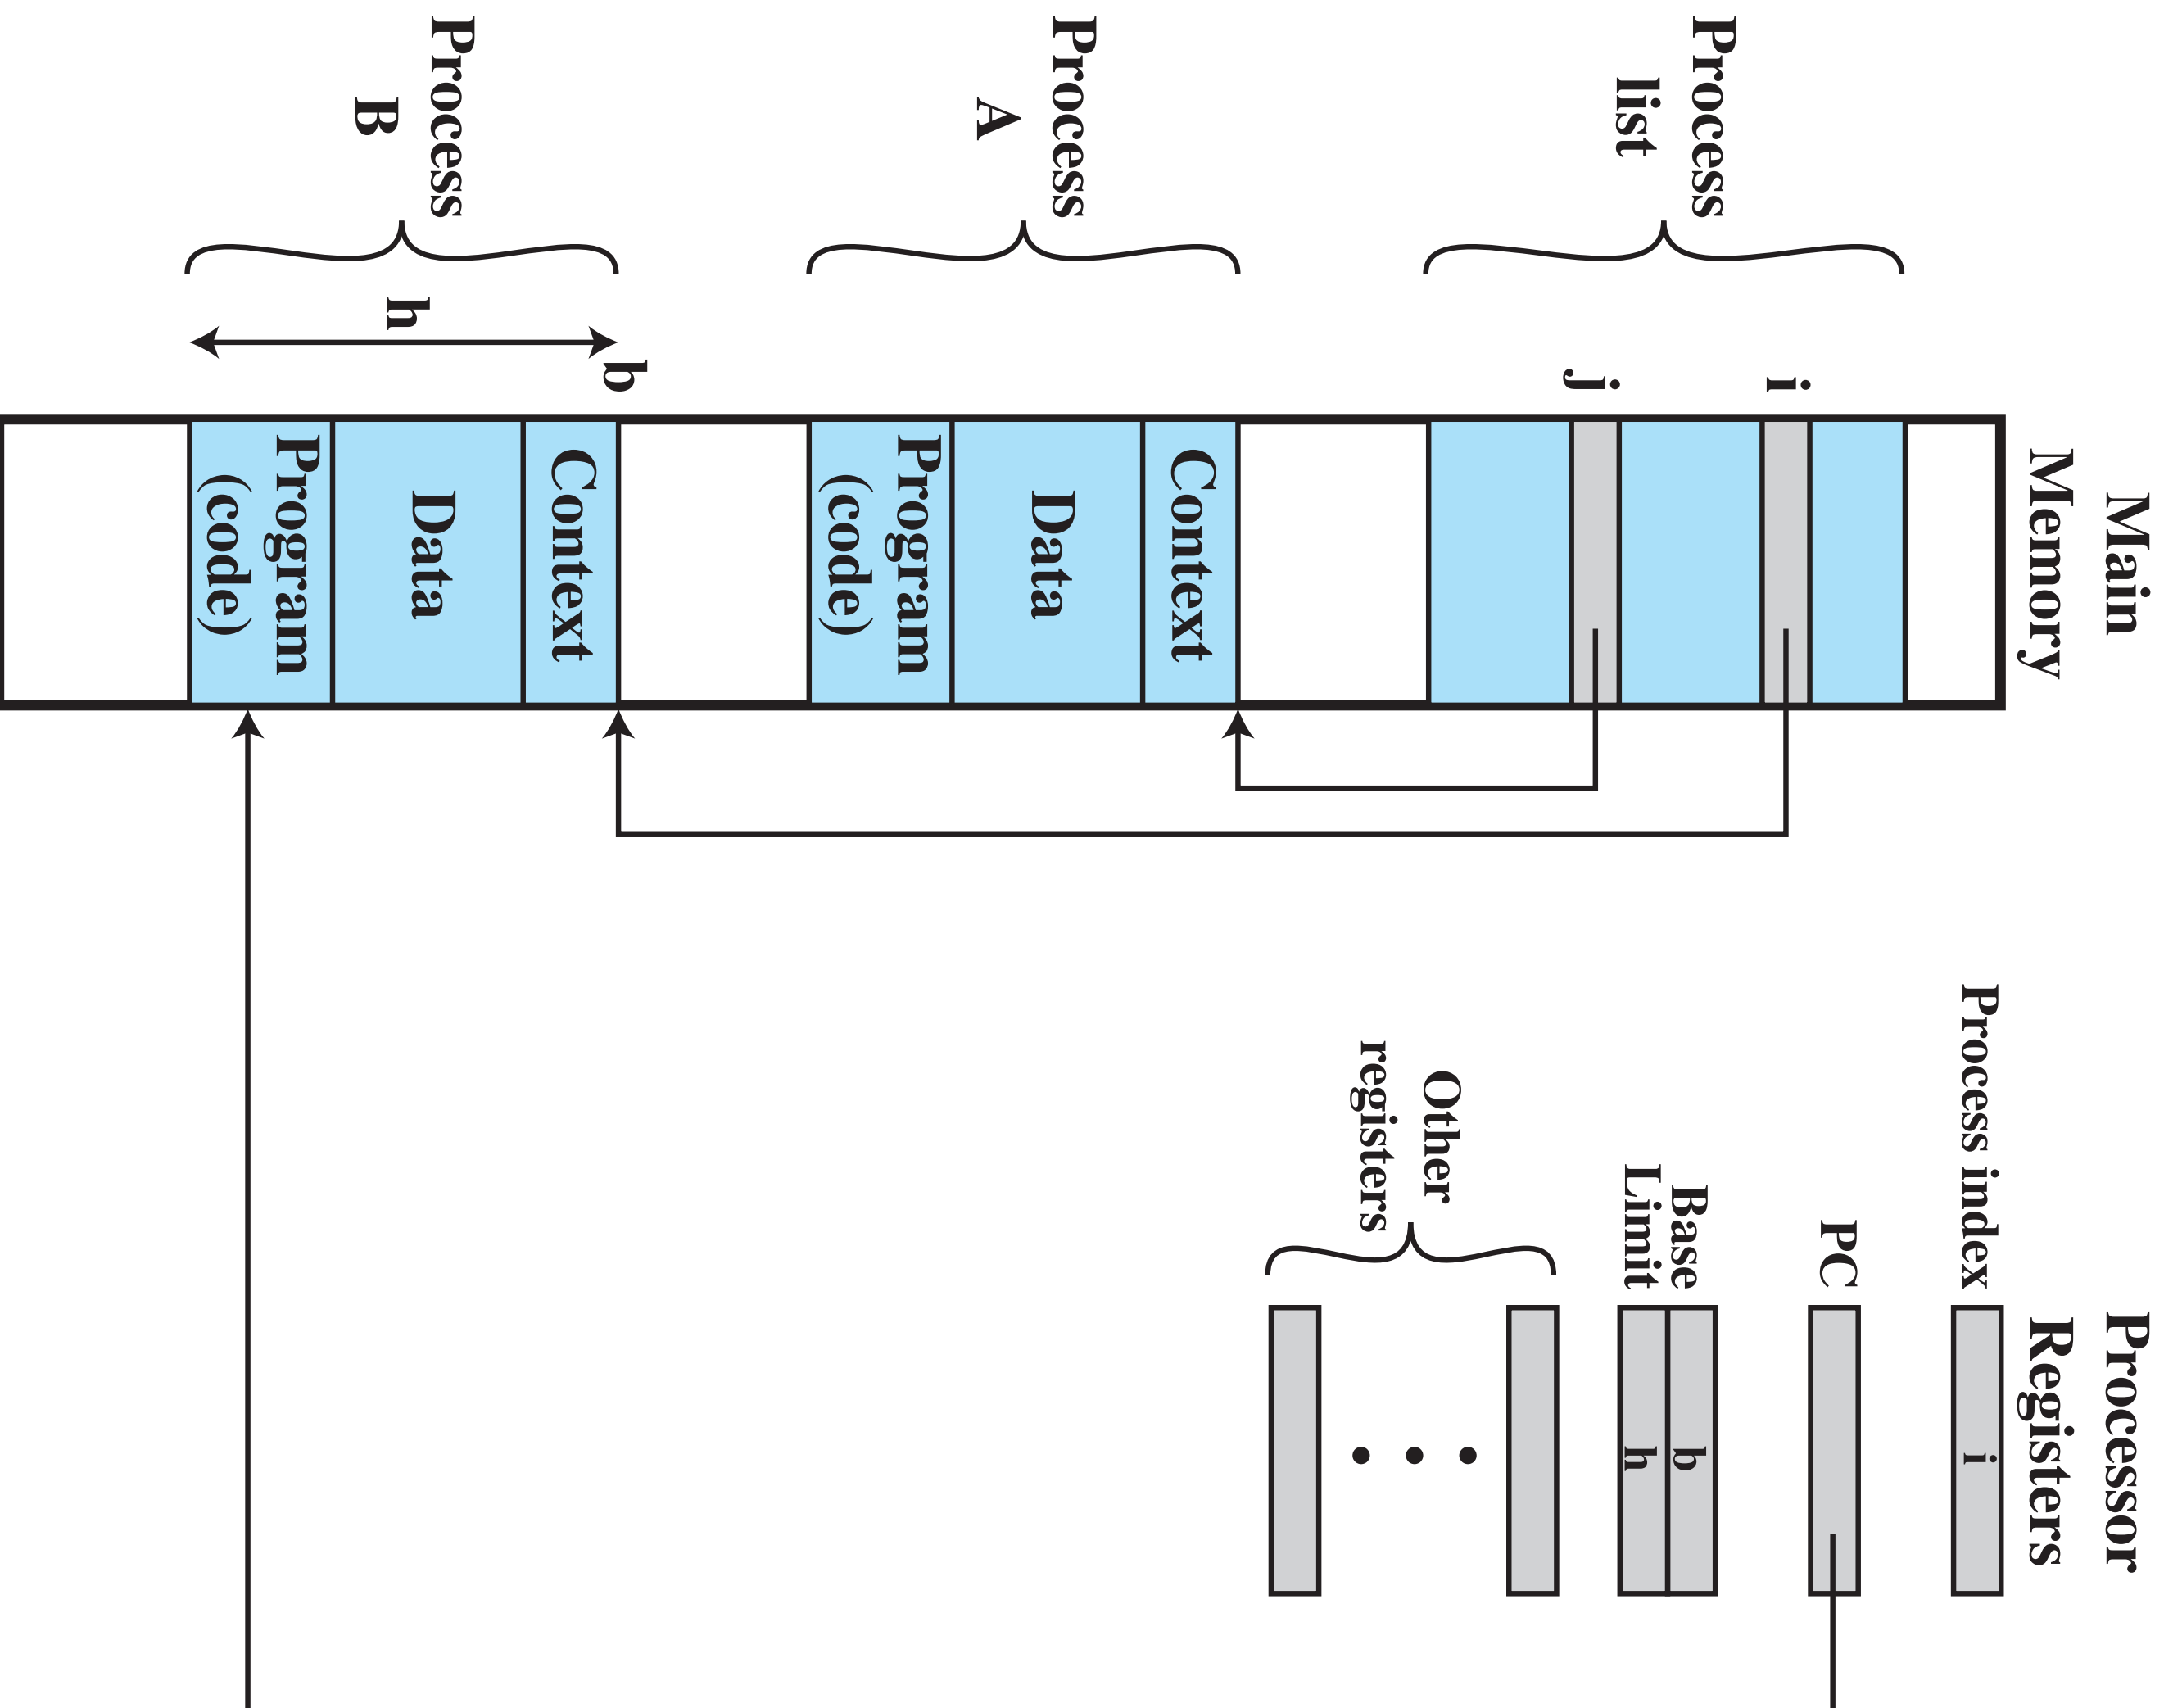 Main
Memory
Processor
Registers
Process index
i
i
PC
Process
list
Base
b
Limit
h
j
Other
registers
Process
A
Context
Data
Program
(code)
b
Process
B
h
Context
Data
Program
(code)